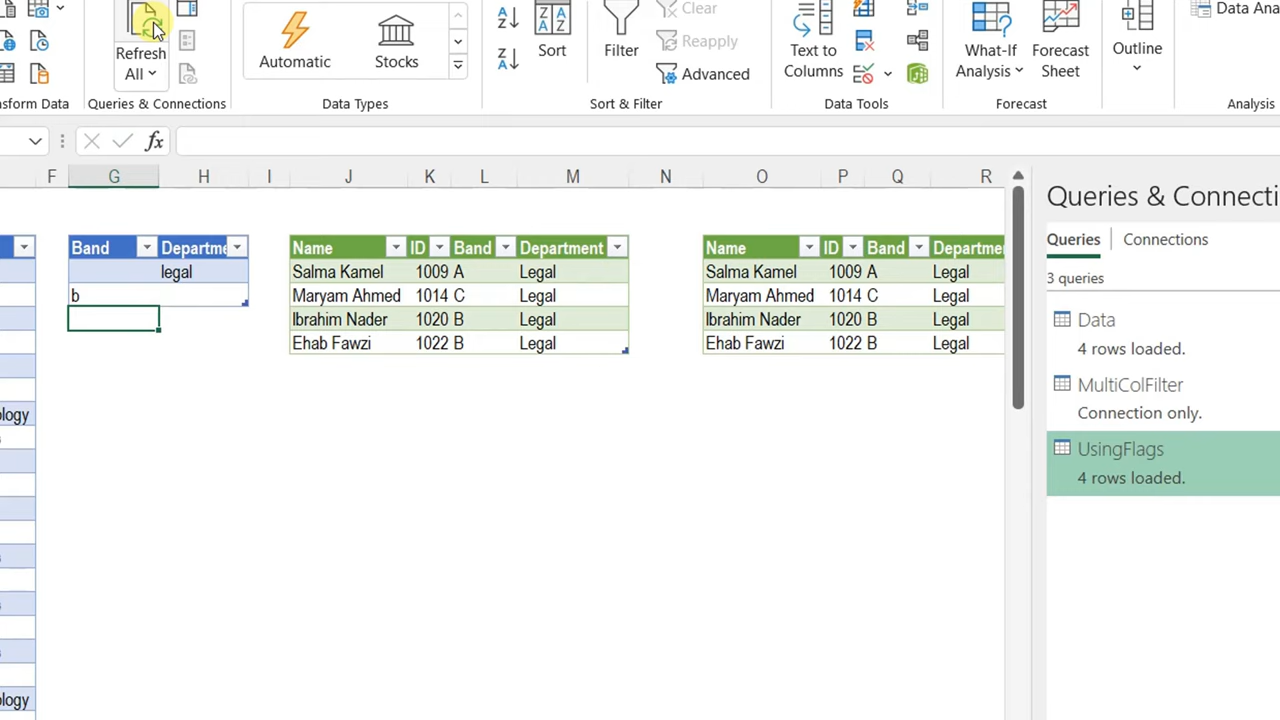 Clear
Reapply
Advanced
Refresh
All
Automatic
Stocks
Sort
Filter
Text to
Columns
What-If
Analysis
Forecast
Sheet
Outline
Data Ana
sform Data
Queries & Connections
Data Types
Sort & Filter
Data Tools
Forecast
Analysis
fx
F G H I J K L M N O P Q R
Band Departme
legal
b
Name ID Band Department
Salma Kamel 1009 A Legal
Maryam Ahmed 1014 C Legal
Ibrahim Nader 1020 B Legal
Ehab Fawzi 1022 B Legal
Name ID Band Departmen
Salma Kamel 1009 A Legal
Maryam Ahmed 1014 C Legal
Ibrahim Nader 1020 B Legal
Ehab Fawzi 1022 B Legal
ology
ology
Queries & Connecti
Queries Connections
3 queries
Data
4 rows loaded.
MultiColFilter
Connection only.
UsingFlags
4 rows loaded.